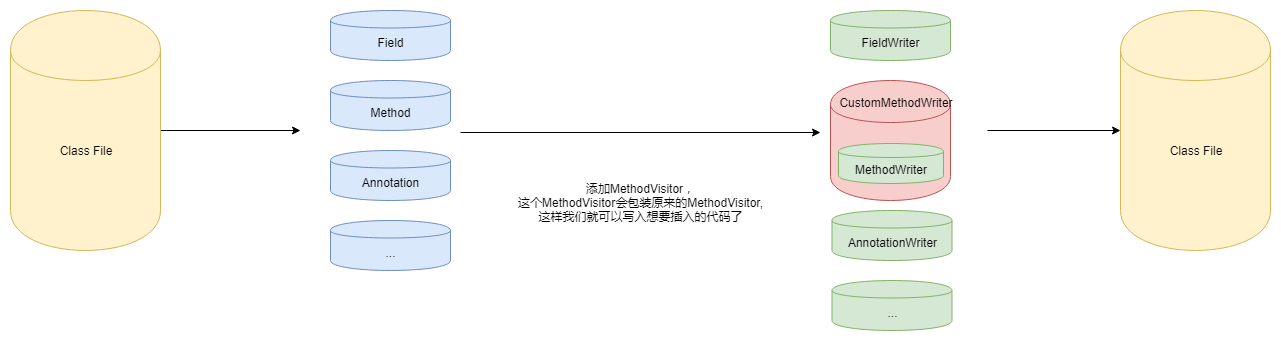 Class File
Field
Method
Annotation
...
添加MethodVisitor，
这个MethodVisitor会包装原来的MethodVisitor,
这样我们就可以写入想要插入的代码了
FieldWriter
CustomMethodWriter
MethodWriter
AnnotationWriter
...
Class File